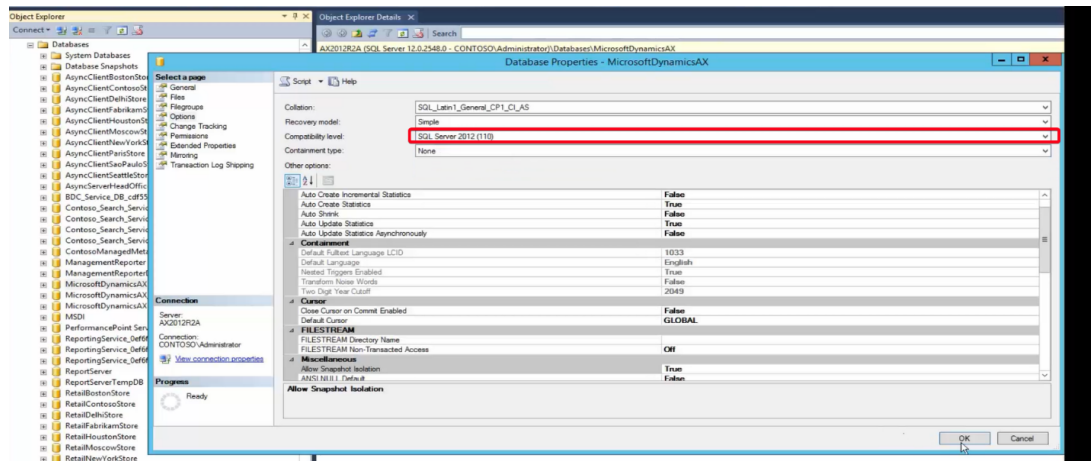 Object Explorer
Object Explorer Details
Connect
Search
Databases
AX2012R2A (SQL Server 12.0.2548.0 - CONTOSO\Administrator)\Databases\MicrosoftDynamicsAX
System Databases
Database Snapshots
AsyncClientBostonStor
AsyncClientContosoSt
AsyncClientDelhiStore
AsyncClientFabrikamS
AsyncClientHoustonSt
AsyncClientMoscowSt
AsyncClientNewYorkSt
AsyncClientParisStore
AsyncClientSaoPauloS
AsyncClientSeattleStor
AsyncServerHeadOffic
BDC_Service_DB_cdf55
Contoso_Search_Servic
Contoso_Search_Servic
Contoso_Search_Servic
Contoso_Search_Servic
ContosoManagedMeta
ManagementReporter
ManagementReporterI
MicrosoftDynamicsAX
MicrosoftDynamicsAX
MicrosoftDynamicsAX
MSDI
PerformancePoint Serv
ReportingService_0ef6f
ReportingService_0ef6f
ReportingService_0ef6f
ReportServer
ReportServerTempDB
RetailBostonStore
RetailContosoStore
RetailDelhiStore
RetailFabrikamStore
RetailHoustonStore
RetailMoscowStore
RetailNewYorkStore
Database Properties - MicrosoftDynamicsAX
Select a page
General
Files
Filegroups
Options
Change Tracking
Permissions
Extended Properties
Mirroring
Transaction Log Shipping
Connection
Server:
AX2012R2A
Connection:
CONTOSO\Administrator
View connection properties
Progress
Ready
Script Help
Collation: SQL_Latin1_General_CP1_CI_AS
Recovery model: Simple
Compatibility level: SQL Server 2012 (110)
Containment type: None
Other options:
Auto Create Incremental Statistics False
Auto Create Statistics True
Auto Shrink False
Auto Update Statistics True
Auto Update Statistics Asynchronously False
Containment
Default Fulltext Language LCID 1033
Default Language English
Nested Triggers Enabled True
Transform Noise Words False
Two Digit Year Cutoff 2049
Cursor
Close Cursor on Commit Enabled False
Default Cursor GLOBAL
FILESTREAM
FILESTREAM Directory Name
FILESTREAM Non-Transacted Access Off
Miscellaneous
Allow Snapshot Isolation True
ANSI NULL Default False
Allow Snapshot Isolation
OK Cancel